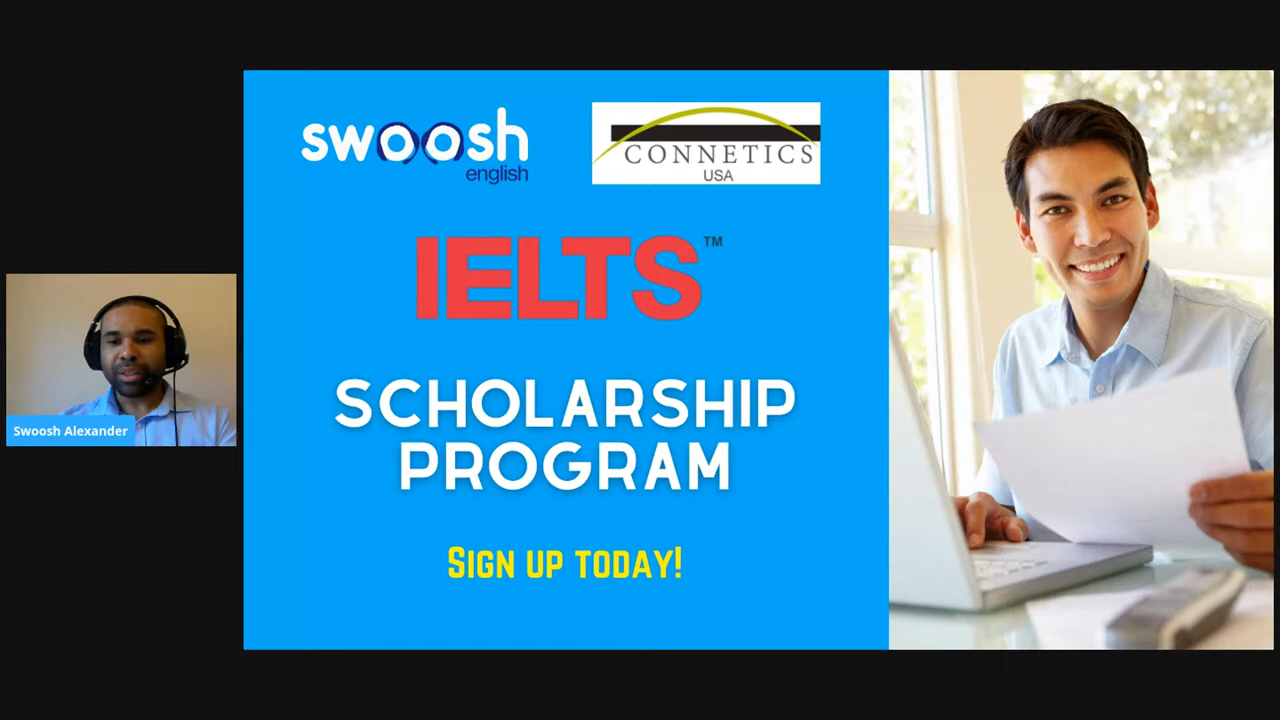 swoosh
english
CONNETICS
USA
IELTS™
SCHOLARSHIP
PROGRAM
SIGN UP TODAY!
Swoosh Alexander